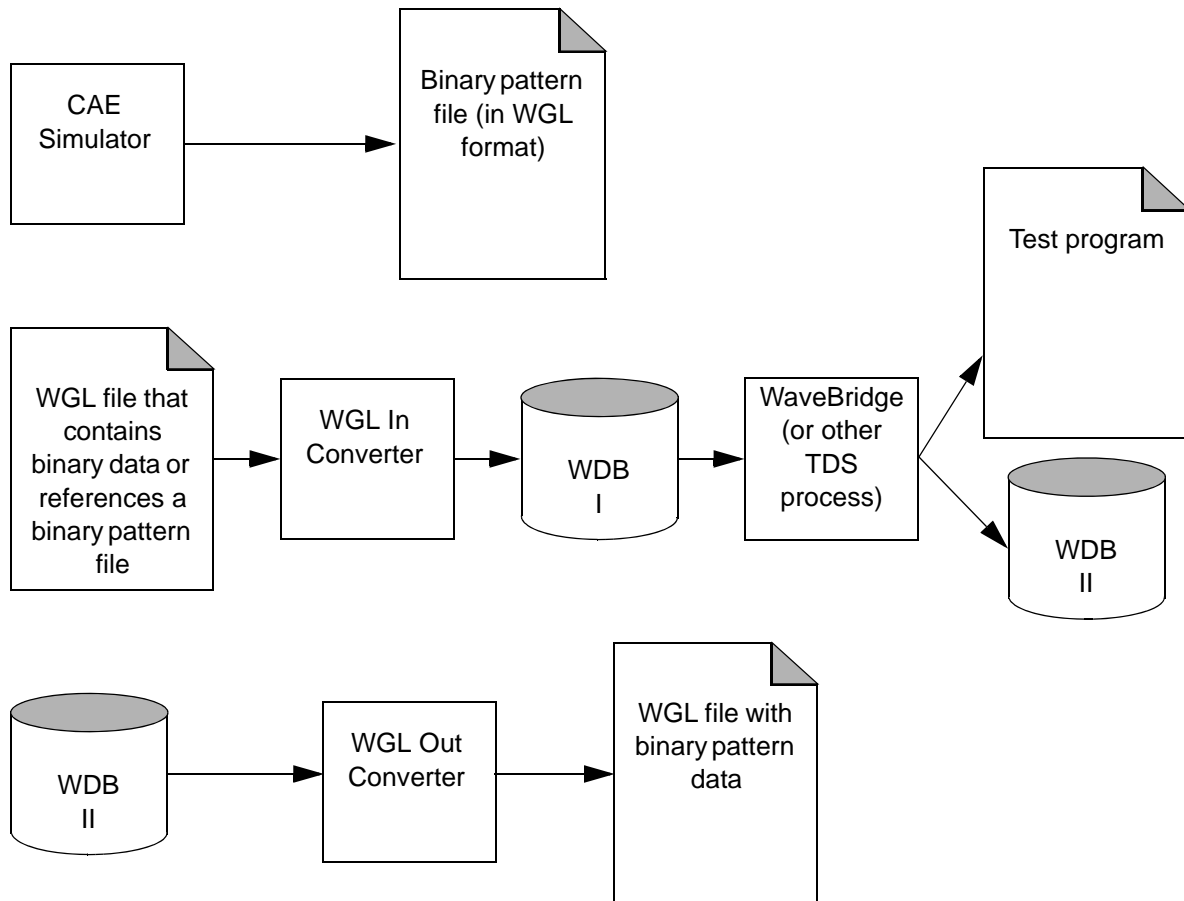 CAE
Simulator
Binary pattern
file (in WGL
format)
Test program
WGL file that
contains
binary data or
references a
binary pattern
file
WGL In
Converter
WDB
I
WaveBridge
(or other
TDS
process)
WDB
II
WDB
II
WGL Out
Converter
WGL file with
binary pattern
data